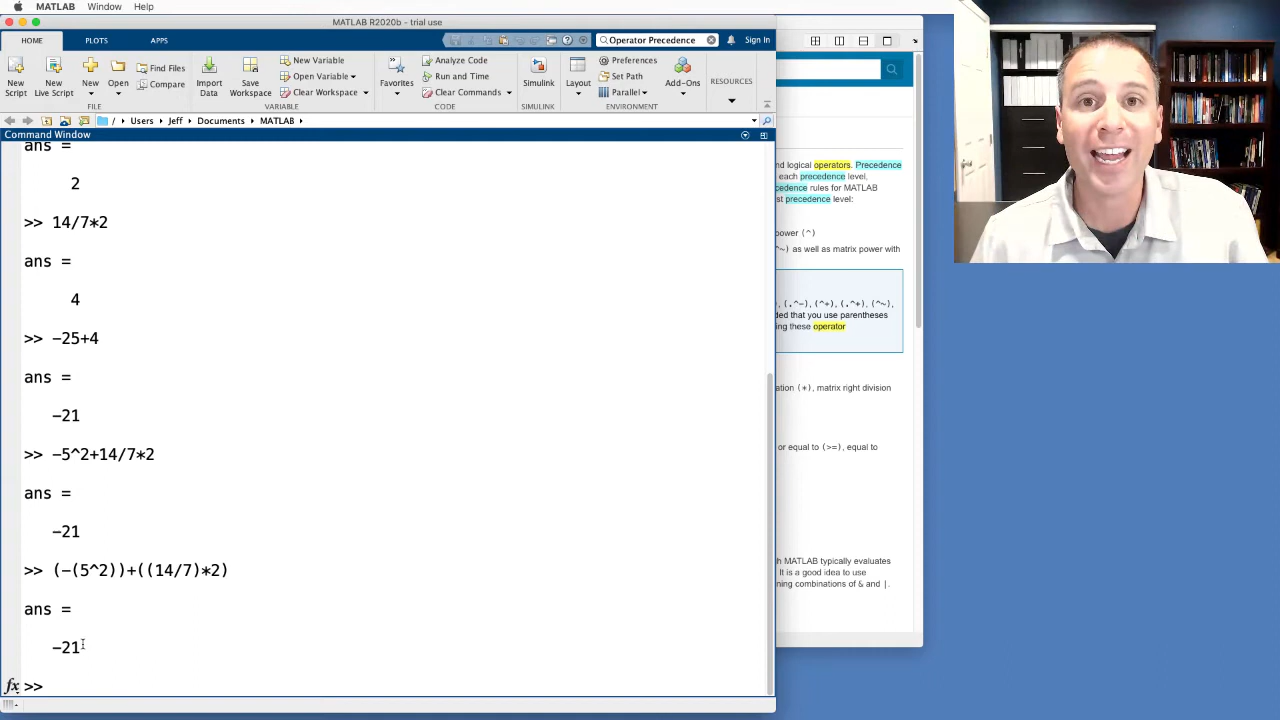 MATLAB Window Help
MATLAB R2020b - trial use
HOME PLOTS APPS
Operator Precedence
Sign In
New Script
New Live Script
New
Open
Find Files
Compare
FILE
Import Data
Save Workspace
New Variable
Open Variable
Clear Workspace
VARIABLE
Favorites
Analyze Code
Run and Time
Clear Commands
CODE
Simulink
SIMULINK
Layout
Preferences
Set Path
Parallel
Add-Ons
ENVIRONMENT
RESOURCES
/ Users Jeff Documents MATLAB
Command Window
ans =
2
>> 14/7*2
ans =
4
>> -25+4
ans =
-21
>> -5^2+14/7*2
ans =
-21
>> (-(5^2))+((14/7)*2)
ans =
-21
fx >>
nd logical operators. Precedence
each precedence level,
cedence rules for MATLAB
st precedence level:
power (^)
^~) as well as matrix power with
, (.^-), (^+), (.^+), (^~),
ded that you use parentheses
ing these operator
ation (*), matrix right division
or equal to (>=), equal to
h MATLAB typically evaluates
. It is a good idea to use
ning combinations of & and |.